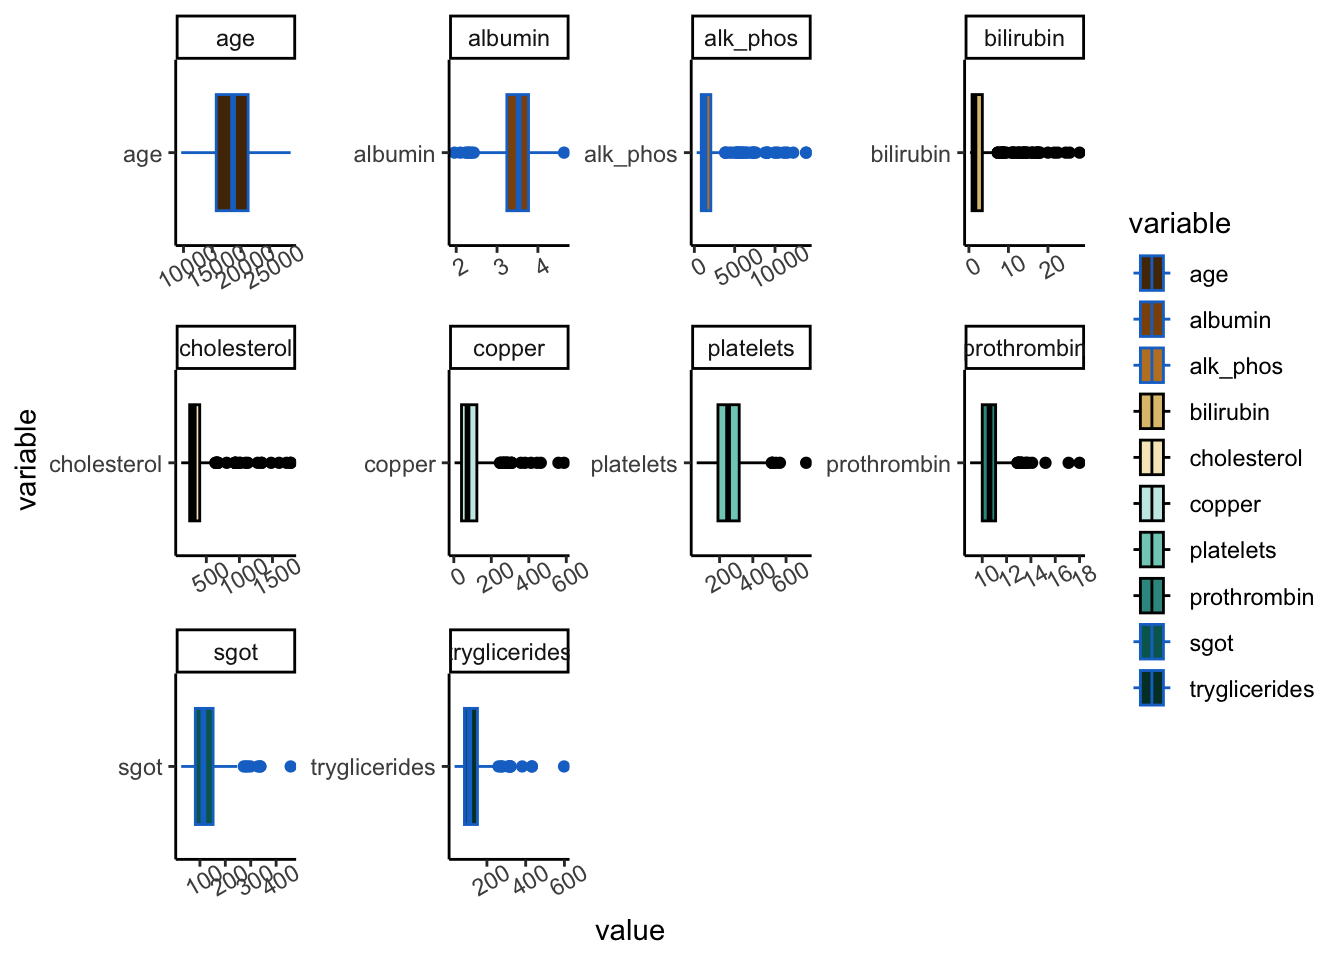 age
albumin
alk_phos
bilirubin
age
albumin
alk_phos
bilirubin
10000 15000 20000 25000
2 3 4
0 5000 10000
0 10 20
cholesterol
copper
platelets
prothrombin
cholesterol
copper
platelets
prothrombin
500 1000 1500
0 200 400 600
200 400 600
10 12 14 16 18
sgot
tryglicerides
sgot
tryglicerides
100 200 300 400
200 400 600
variable
value
variable
age
albumin
alk_phos
bilirubin
cholesterol
copper
platelets
prothrombin
sgot
tryglicerides